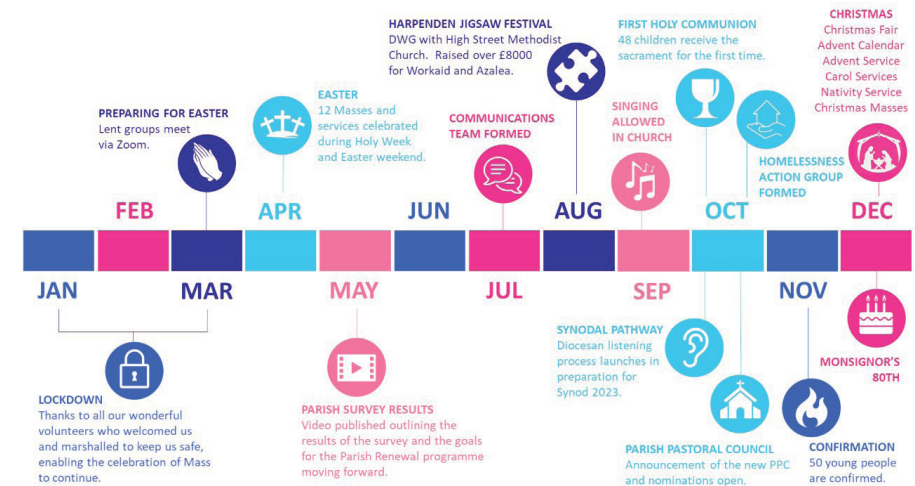 PREPARING FOR EASTER
Lent groups meet
via Zoom.
EASTER
12 Masses and
services celebrated
during Holy Week
and Easter weekend.
HARPENDEN JIGSAW FESTIVAL
DWG with High Street Methodist
Church. Raised over £8000
for Workaid and Azalea.
COMMUNICATIONS
TEAM FORMED
SINGING
ALLOWED
IN CHURCH
FIRST HOLY COMMUNION
48 children receive the
sacrament for the first time.
HOMELESSNESS
ACTION GROUP
FORMED
CHRISTMAS
Christmas Fair
Advent Calendar
Advent Service
Carol Services
Nativity Service
Christmas Masses
FEB
APR
JUN
AUG
OCT
DEC
JAN
MAR
MAY
JUL
SEP
NOV
LOCKDOWN
Thanks to all our wonderful
volunteers who welcomed us
and marshalled to keep us safe,
enabling the celebration of Mass
to continue.
PARISH SURVEY RESULTS
Video published outlining the
results of the survey and the goals
for the Parish Renewal programme
moving forward.
SYNODAL PATHWAY
Diocesan listening
process launches in
preparation for
Synod 2023.
PARISH PASTORAL COUNCIL
Announcement of the new PPC
and nominations open.
CONFIRMATION
50 young people
are confirmed.
MONSIGNOR'S
80TH